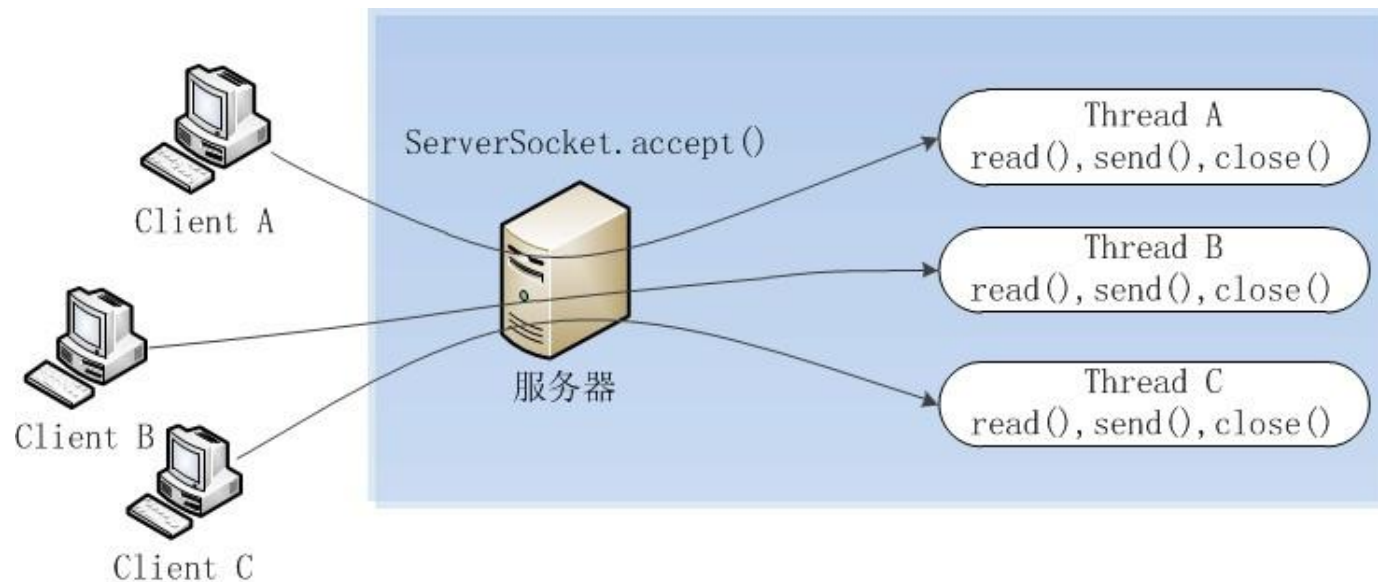 ServerSocket.accept()
Thread A
read(),send(),close()
Client A
Thread B
read(),send(),close()
服务器
Thread C
read(),send(),close()
Client B
Client C